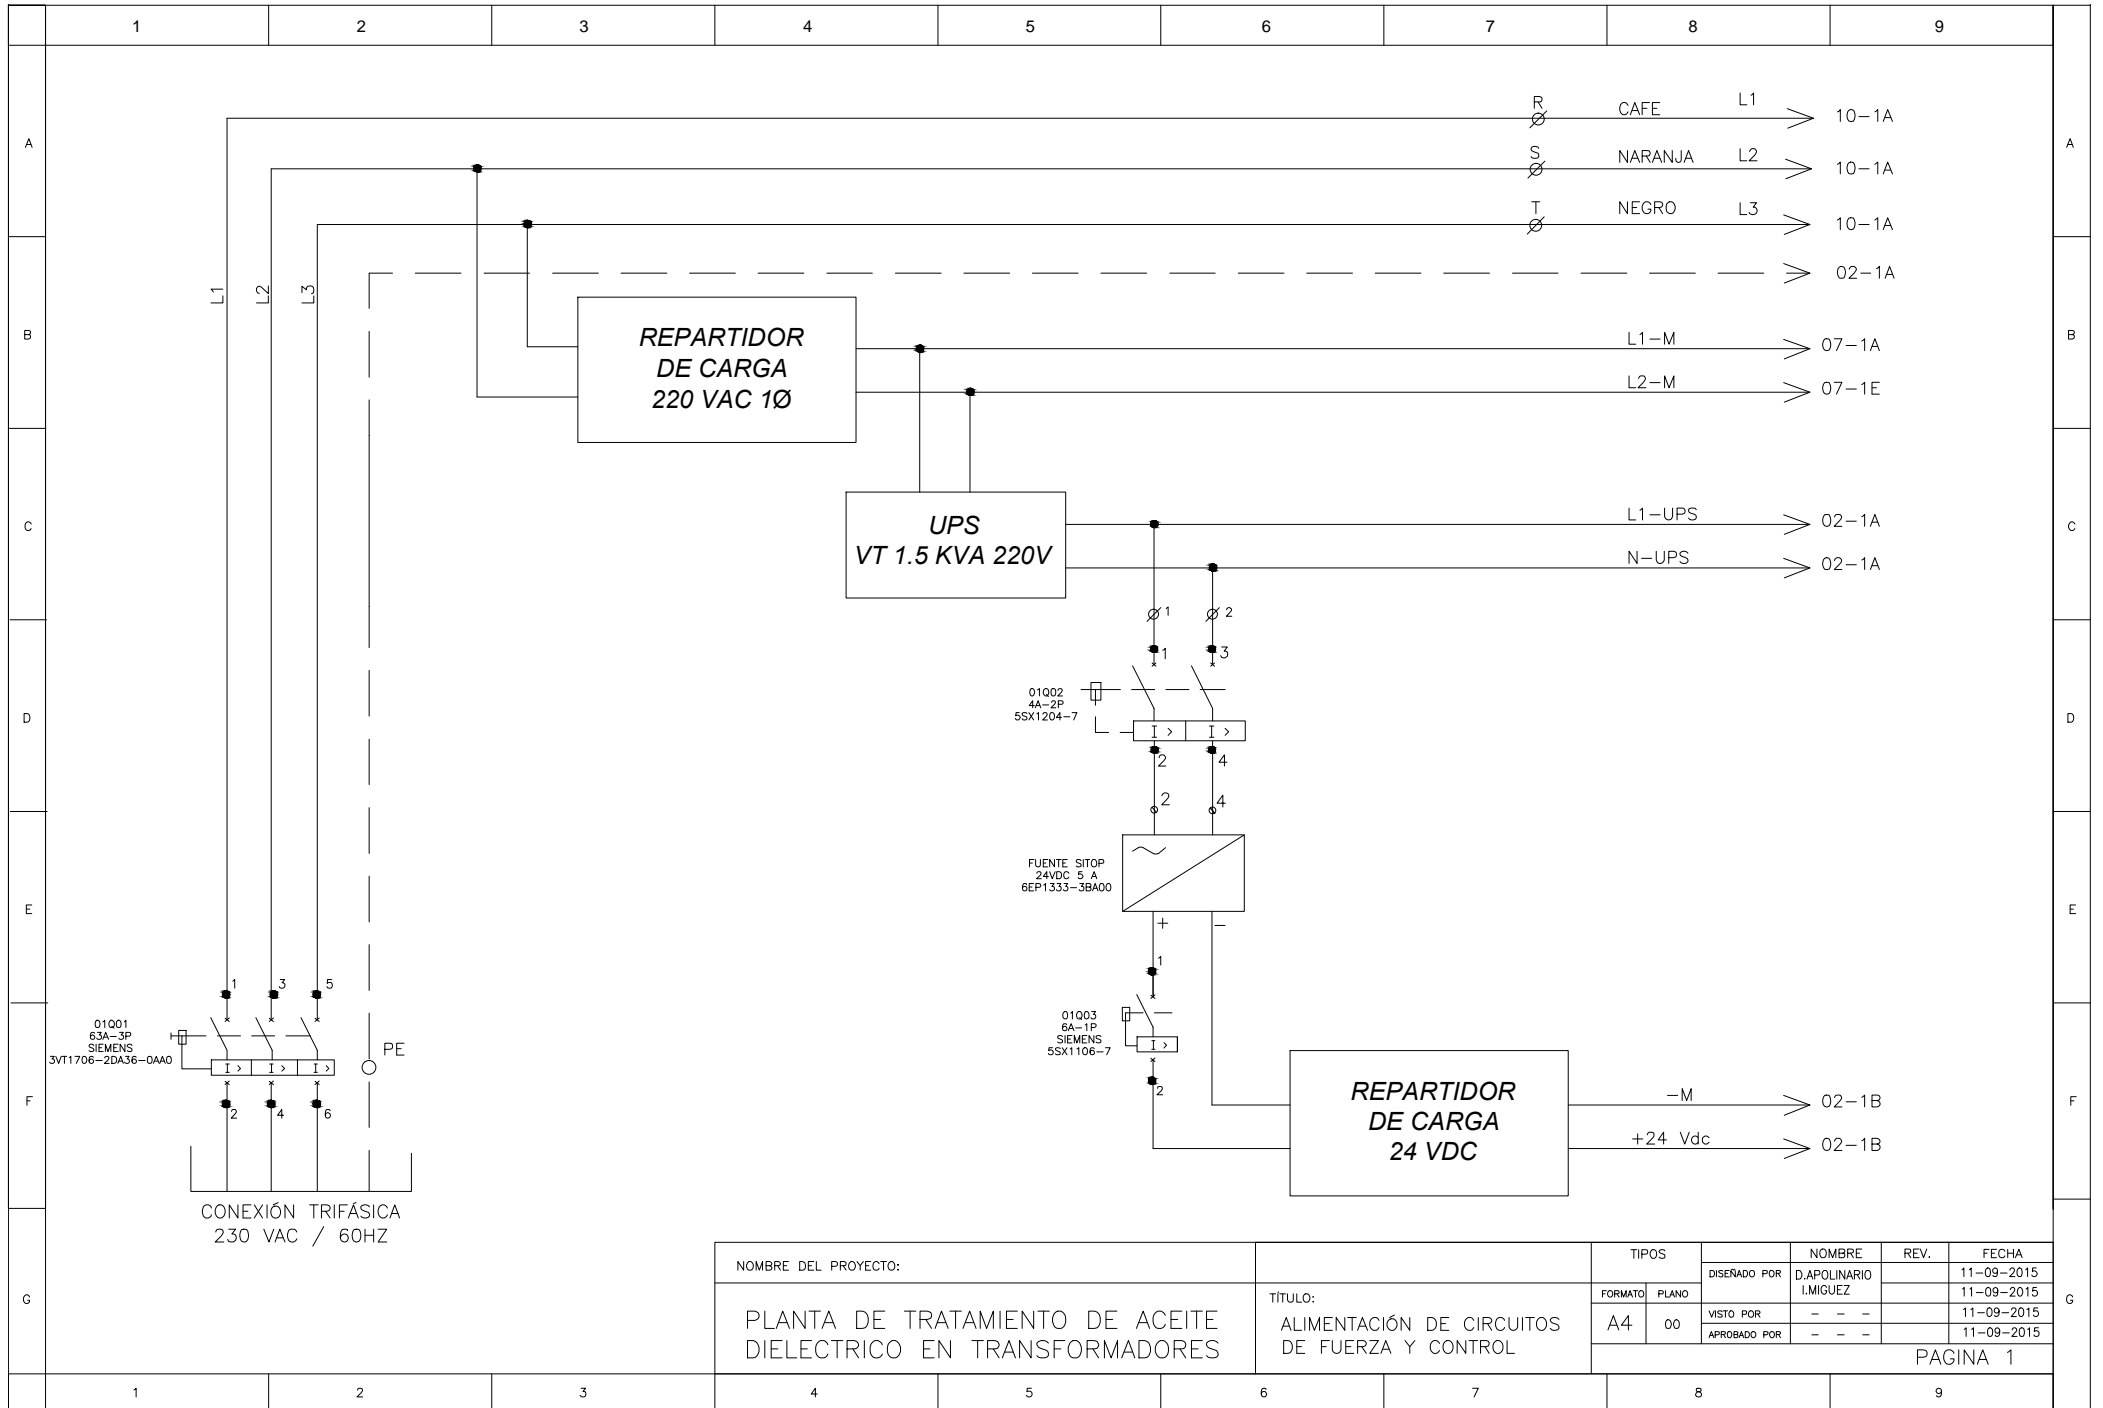 1 2 3 4 5 6 7 8 9
A A
B B
C C
D D
E E
F F
G G
R CAFE L1 10-1A
S NARANJA L2 10-1A
T NEGRO L3 10-1A
02-1A
L1 L2 L3
REPARTIDOR
DE CARGA
220 VAC 1Ø
L1-M 07-1A
L2-M 07-1E
UPS
VT 1.5 KVA 220V
L1-UPS 02-1A
N-UPS 02-1A
1 2
1 3
01Q02
4A-2P
5SX1204-7
I > I >
2 4
2 4
FUENTE SITOP
24VDC 5 A
6EP1333-3BA00
+ -
1
01Q03
6A-1P
SIEMENS
5SX1106-7
I >
2
1 3 5
01Q01
63A-3P
SIEMENS
3VT1706-2DA36-0AA0
I > I > I >
PE
2 4 6
CONEXIÓN TRIFÁSICA
230 VAC / 60HZ
REPARTIDOR
DE CARGA
24 VDC
-M 02-1B
+24 Vdc 02-1B
NOMBRE DEL PROYECTO:
PLANTA DE TRATAMIENTO DE ACEITE
DIELECTRICO EN TRANSFORMADORES
TÍTULO:
ALIMENTACIÓN DE CIRCUITOS
DE FUERZA Y CONTROL
TIPOS
FORMATO PLANO
A4 00
NOMBRE REV. FECHA
DISEÑADO POR D.APOLINARIO 11-09-2015
I.MIGUEZ 11-09-2015
VISTO POR - - - 11-09-2015
APROBADO POR - - - 11-09-2015
PAGINA 1
1 2 3 4 5 6 7 8 9